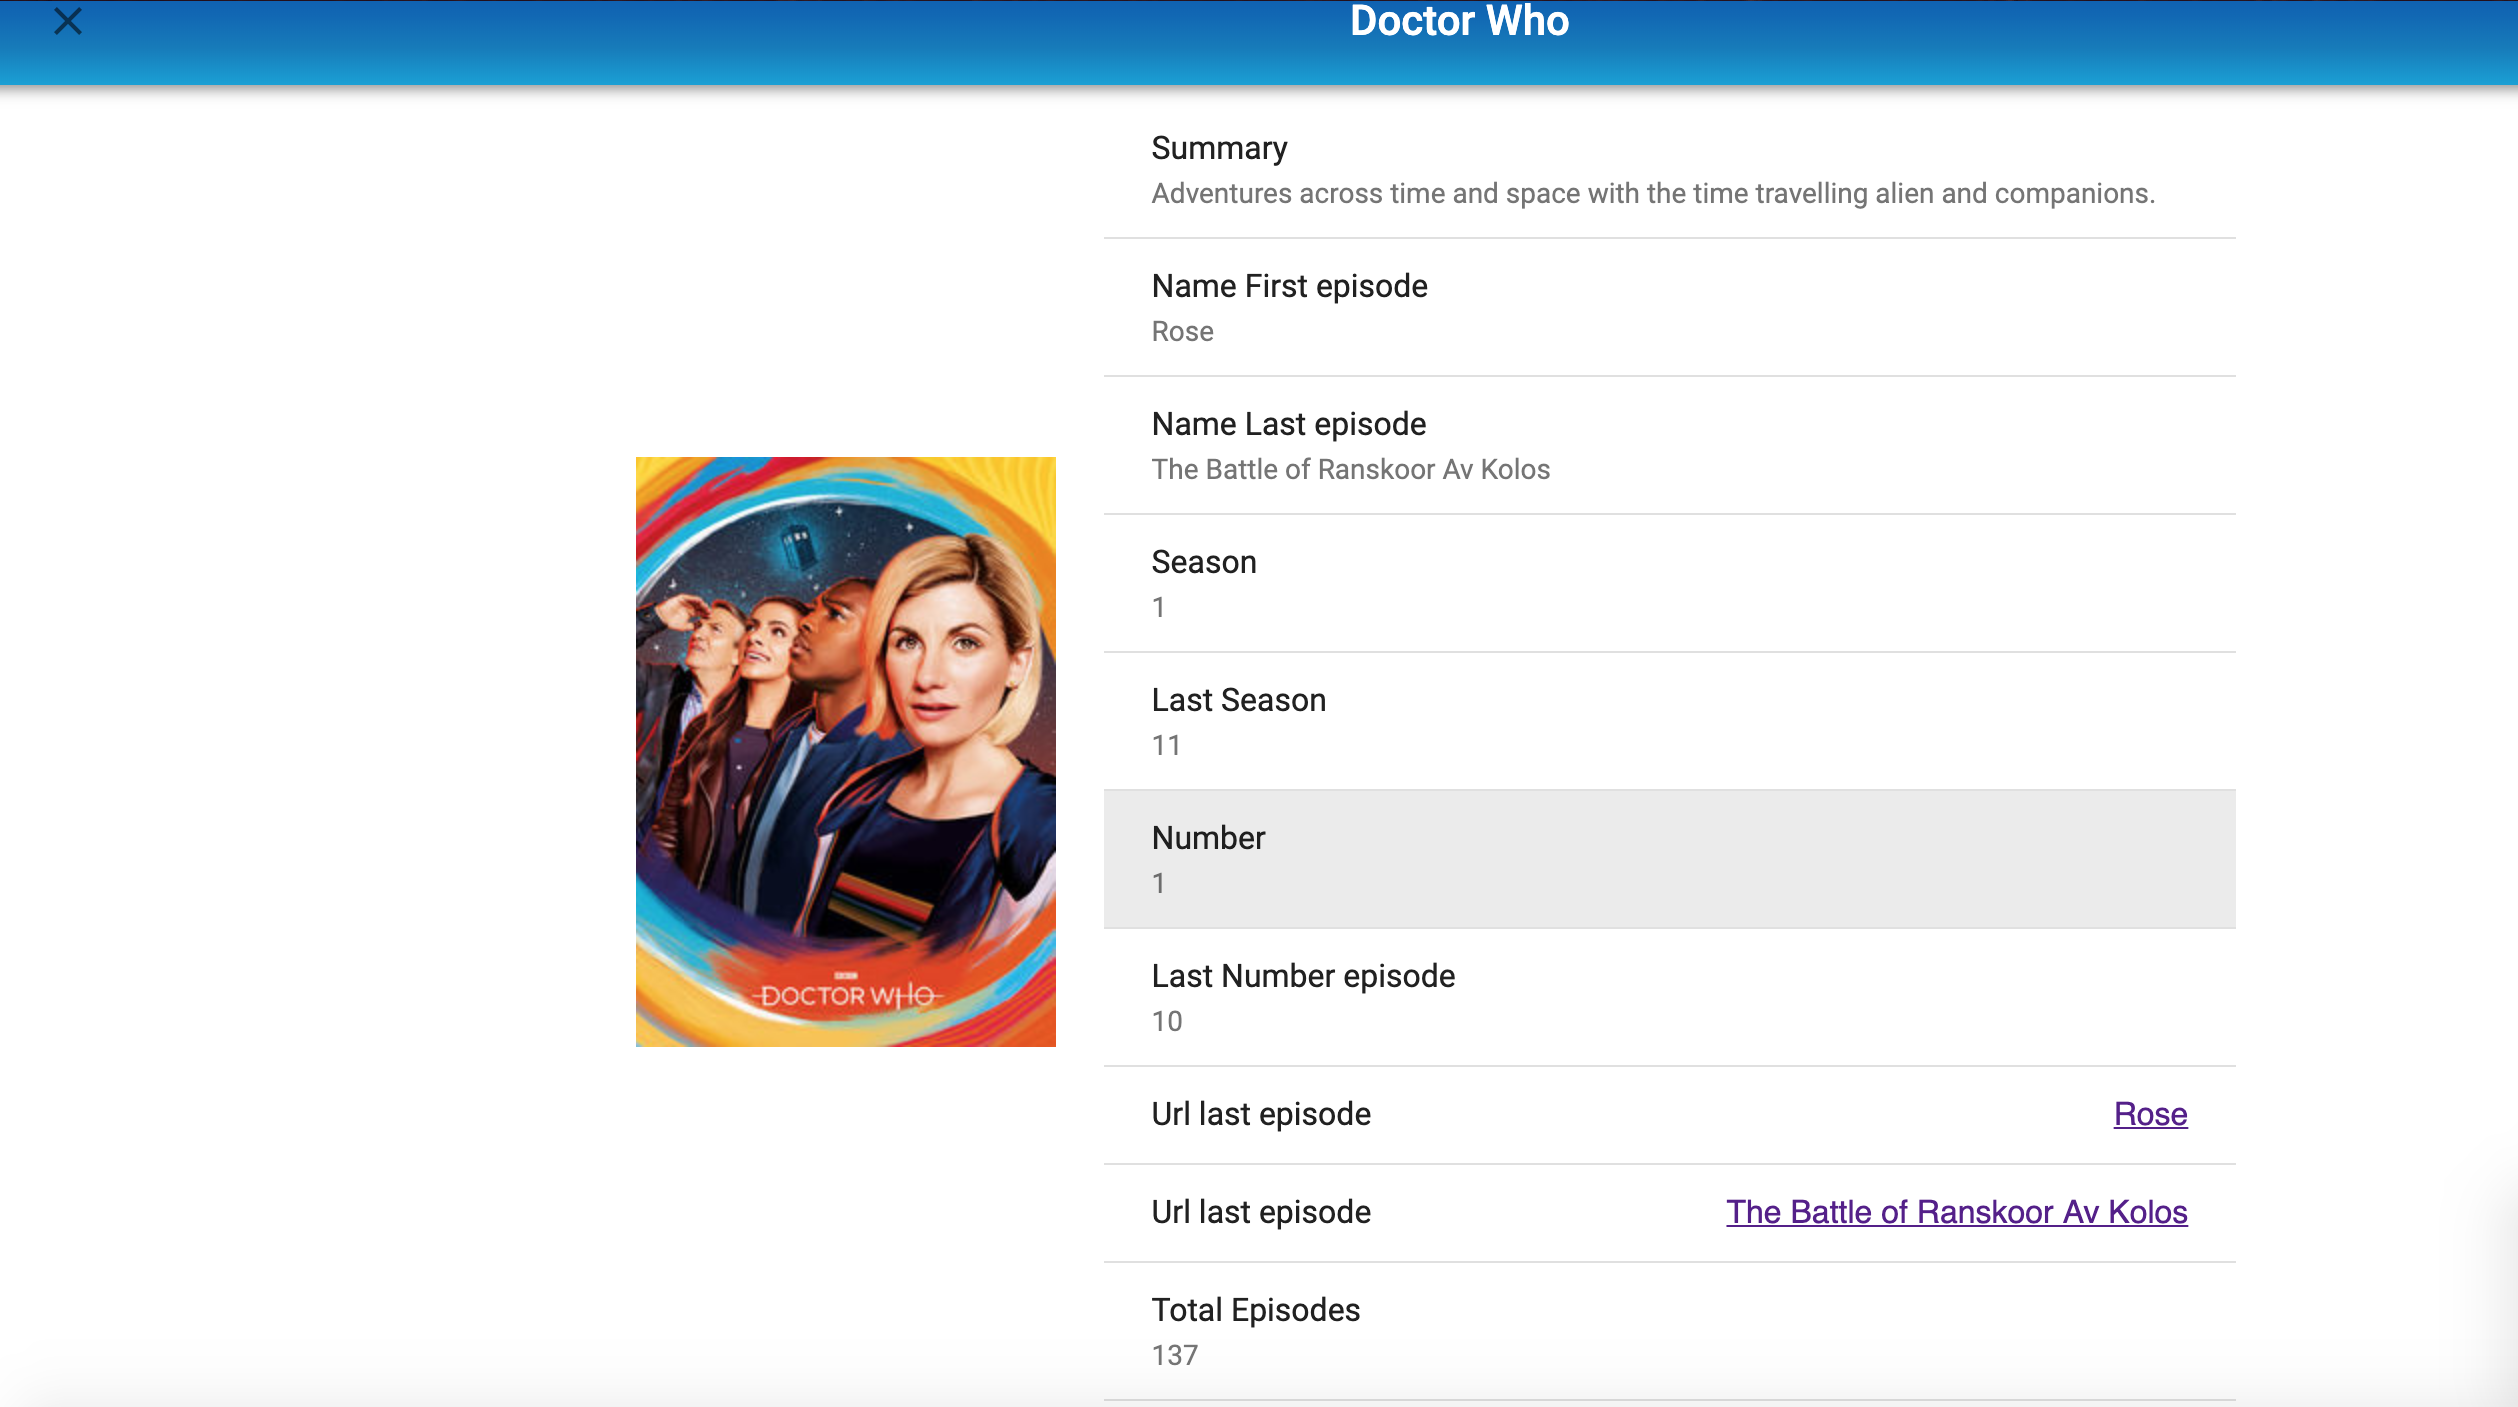 Doctor Who
Summary
Adventures across time and space with the time travelling alien and companions.
Name First episode
Rose
Name Last episode
The Battle of Ranskoor Av Kolos
Season
1
Last Season
11
Number
1
Last Number episode
10
Url last episode Rose
Url last episode The Battle of Ranskoor Av Kolos
Total Episodes
137
BBC
DOCTOR WHO